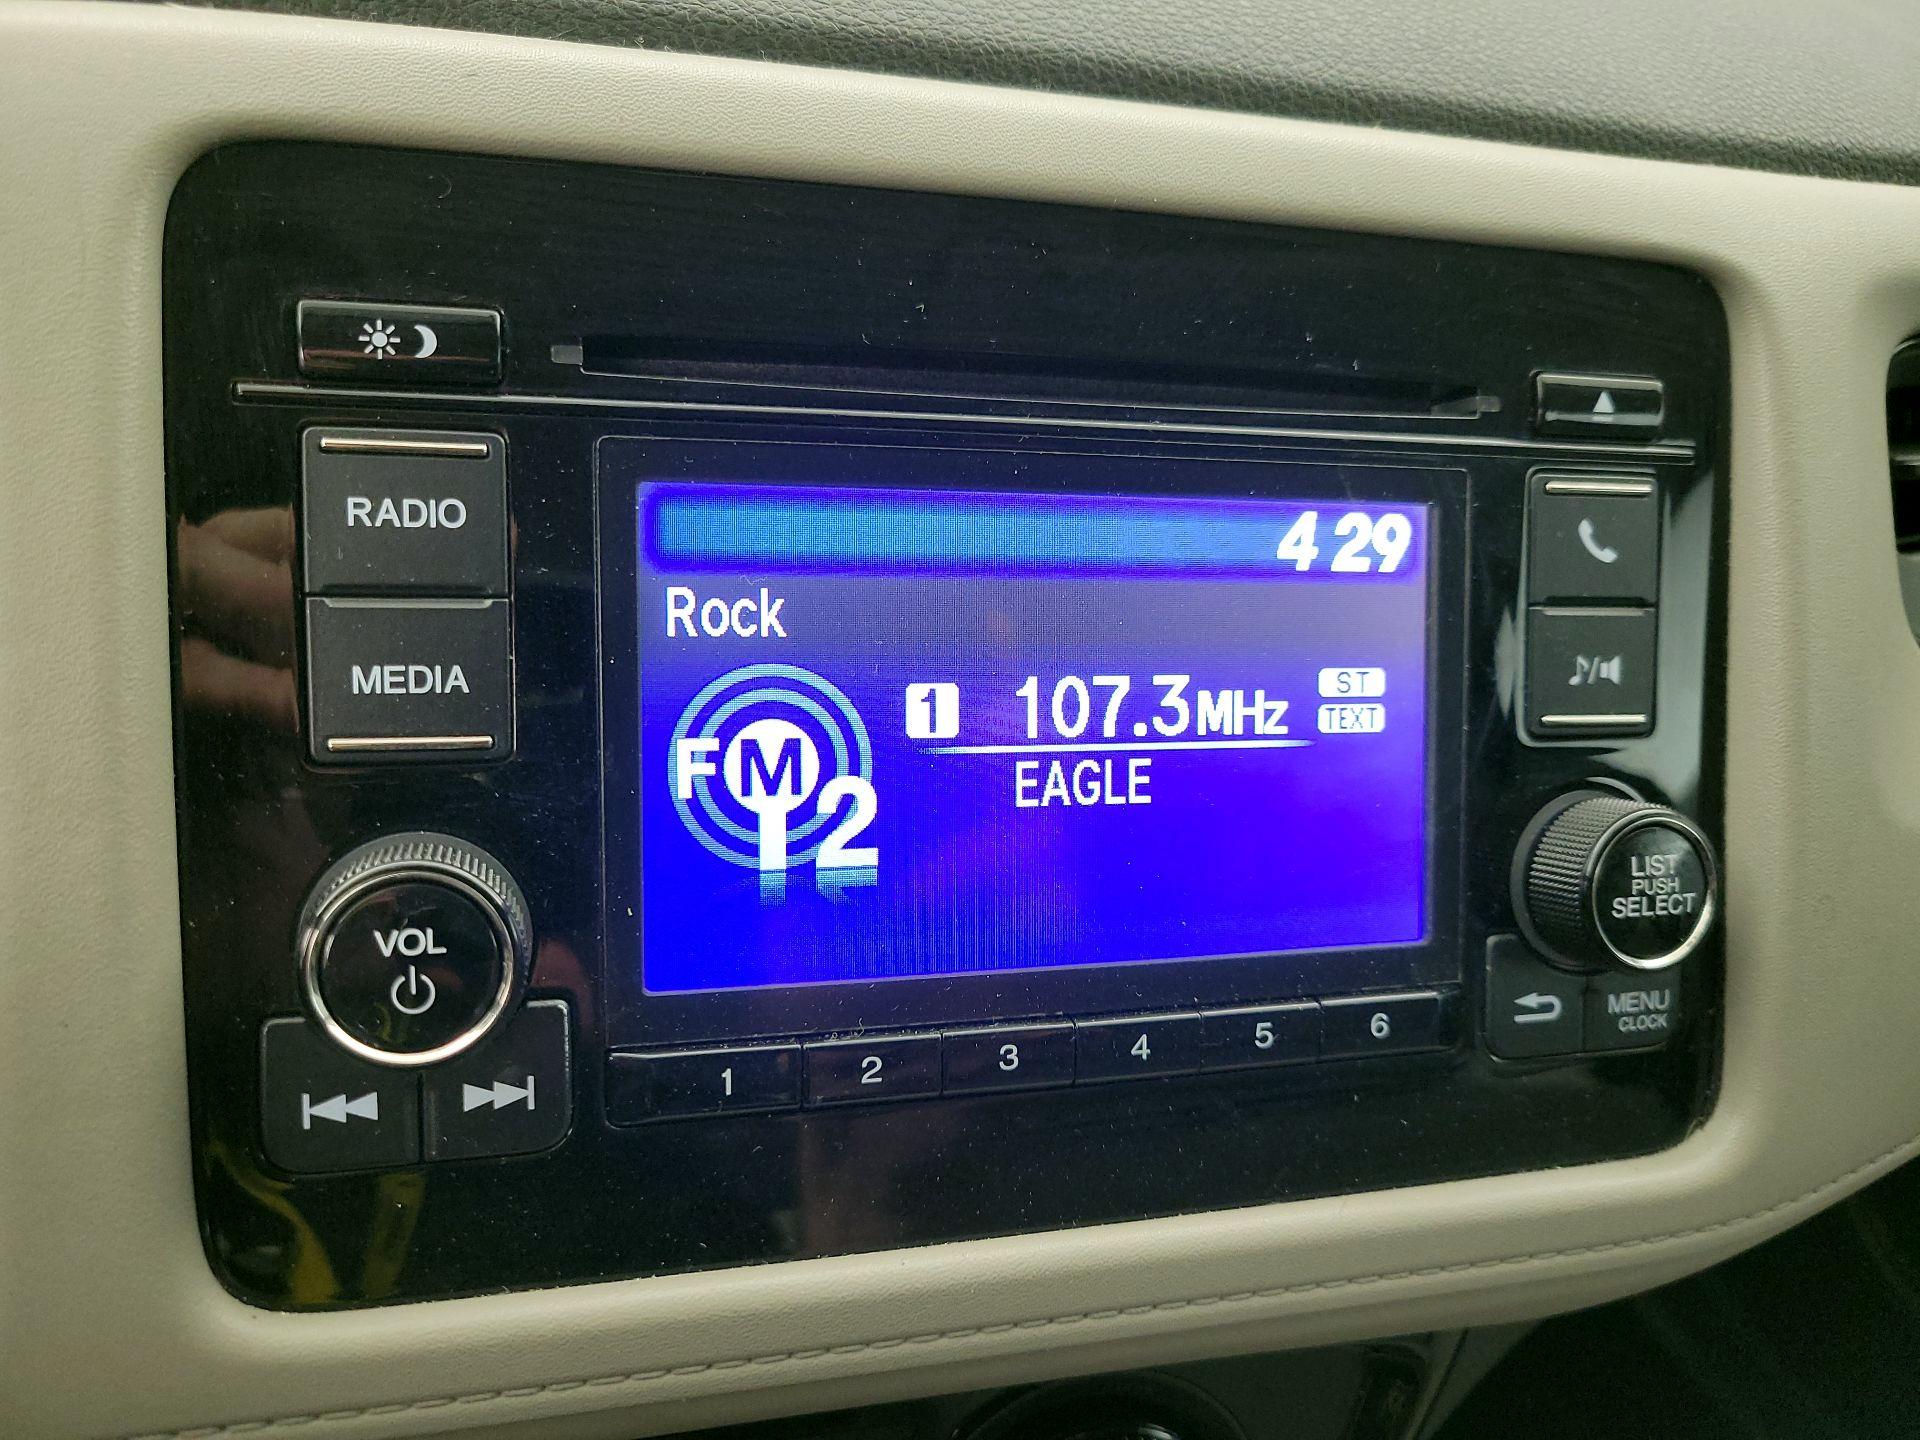 RADIO
MEDIA
VOL
4 29
Rock
FM 2
1 107.3MHz
ST
TEXT
EAGLE
LIST
PUSH
SELECT
MENU
CLOCK
1 2 3 4 5 6